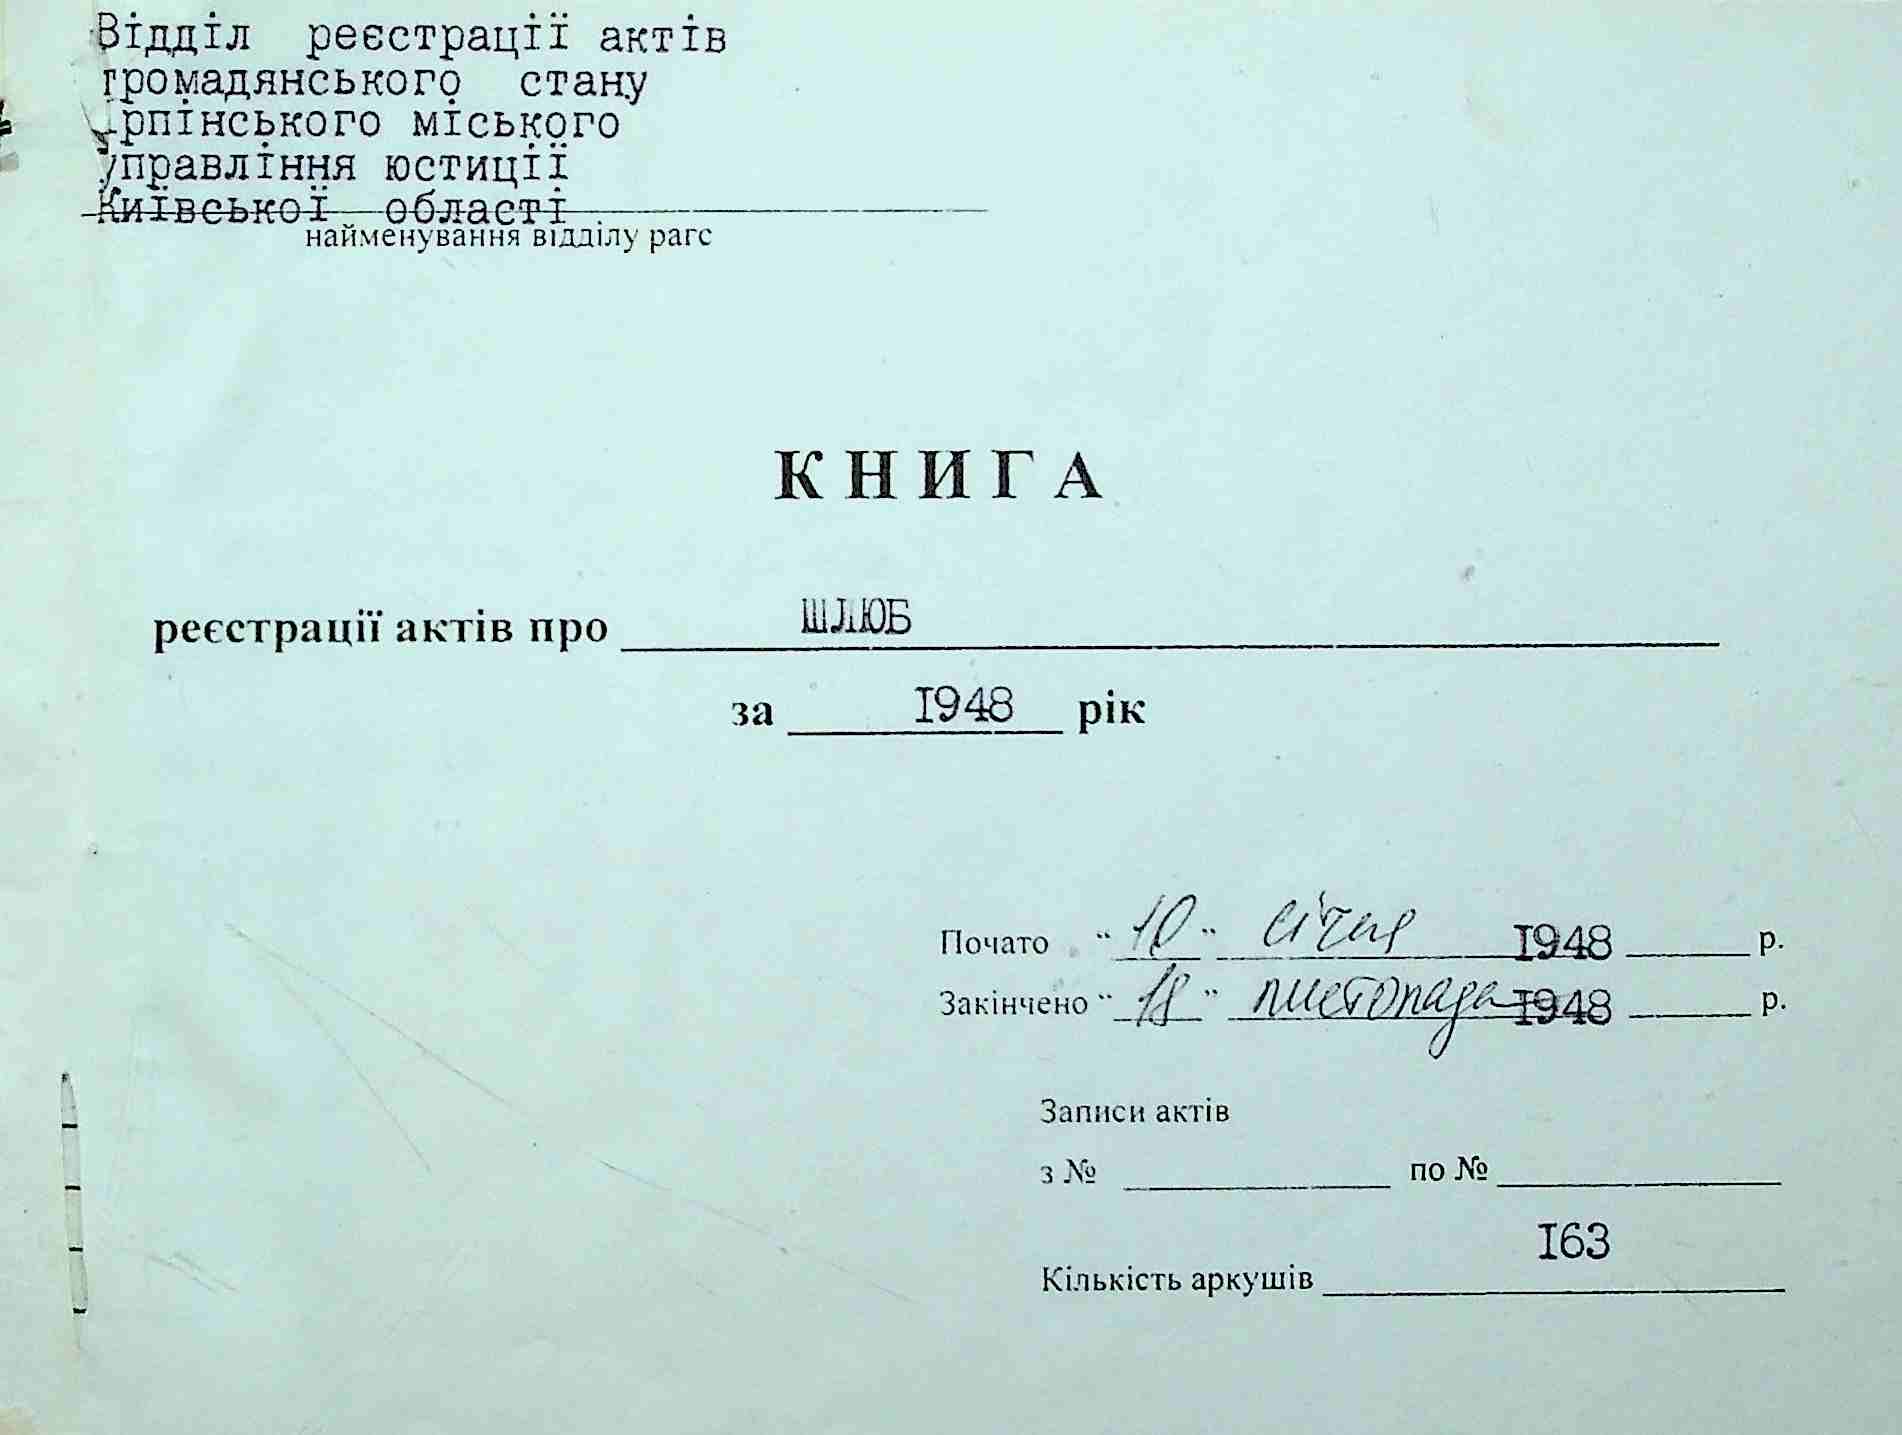 Відділ реєстрації актів
громадянського стану
Ірпінського міського
управління юстиції
Київської області
найменування відділу рагс
КНИГА
реєстрації актів про ШЛЮБ
за 1948 рік
Почато "10" січня 1948 р.
Закінчено "18" листопада 1948 р.
Записи актів
з № по №
163
Кількість аркушів